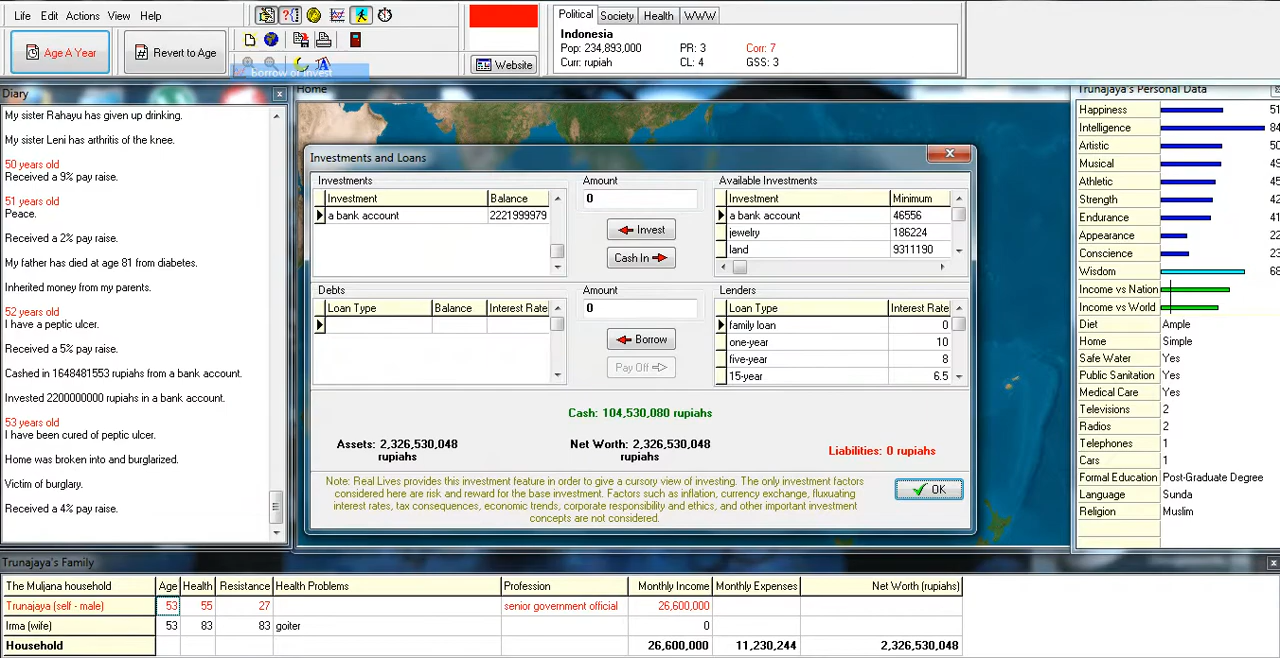 Life Edit Actions View Help
Age A Year
Revert to Age
borrow or invest
Website
Political Society Health WWW
Indonesia
Pop: 234,893,000 PR: 3 Corr: 7
Curr: rupiah CL: 4 GSS: 3
Diary
My sister Rahayu has given up drinking.
My sister Leni has arthritis of the knee.
50 years old
Received a 9% pay raise.
51 years old
Peace.
Received a 2% pay raise.
My father has died at age 81 from diabetes.
Inherited money from my parents.
52 years old
I have a peptic ulcer.
Received a 5% pay raise.
Cashed in 1648481553 rupiahs from a bank account.
Invested 2200000000 rupiahs in a bank account.
53 years old
I have been cured of peptic ulcer.
Home was broken into and burglarized.
Victim of burglary.
Received a 4% pay raise.
Home
Investments and Loans
Investments
Investment Balance
a bank account 2221999979
Amount
0
Invest
Cash In
Available Investments
Investment Minimum
a bank account 46556
jewelry 186224
land 9311190
Debts
Loan Type Balance Interest Rate
Amount
0
Borrow
Pay Off
Lenders
Loan Type Interest Rate
family loan 0
one-year 10
five-year 8
15-year 6.5
Cash: 104,530,080 rupiahs
Assets: 2,326,530,048
rupiahs
Net Worth: 2,326,530,048
rupiahs
Liabilities: 0 rupiahs
Note: Real Lives provides this investment feature in order to give a cursory view of investing. The only investment factors
considered here are risk and reward for the base investment. Factors such as inflation, currency exchange, fluxuating
interest rates, tax consequences, economic trends, corporate responsibility and ethics, and other important investment
concepts are not considered.
OK
Trunajaya's Personal Data
Happiness 51
Intelligence 84
Artistic 50
Musical 49
Athletic 45
Strength 42
Endurance 41
Appearance 22
Conscience 23
Wisdom 68
Income vs Nation
Income vs World
Diet Ample
Home Simple
Safe Water Yes
Public Sanitation Yes
Medical Care Yes
Televisions 2
Radios 2
Telephones 1
Cars 1
Formal Education Post-Graduate Degree
Language Sunda
Religion Muslim
Trunajaya's Family
The Muljana household Age Health Resistance Health Problems Profession Monthly Income Monthly Expenses Net Worth (rupiahs)
Trunajaya (self - male) 53 55 27 senior government official 26,600,000
Irma (wife) 53 83 83 goiter 0
Household 26,600,000 11,230,244 2,326,530,048